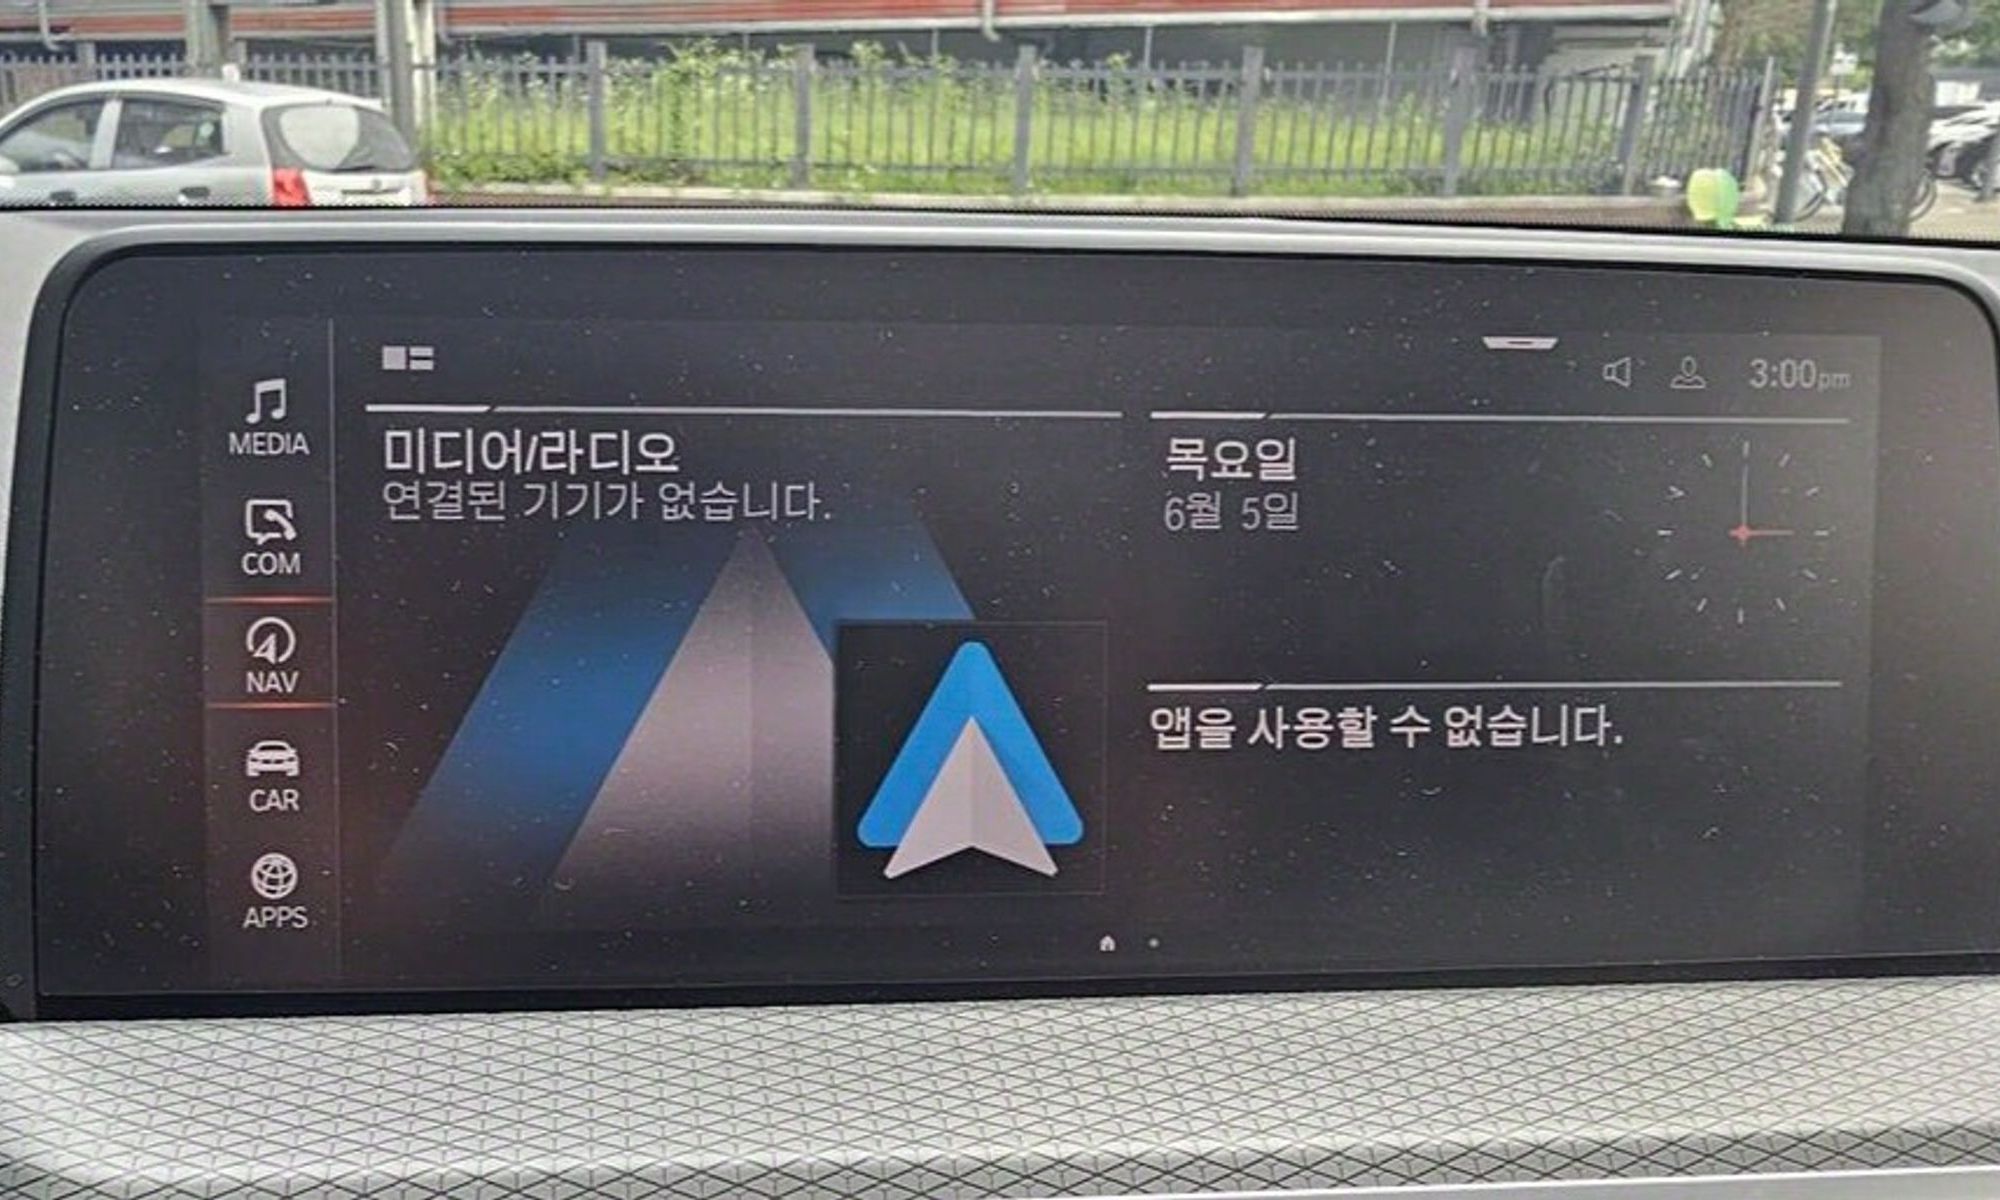 3:00pm
MEDIA
COM
NAV
CAR
APPS
미디어/라디오
연결된 기기가 없습니다.
목요일
6월 5일
앱을 사용할 수 없습니다.